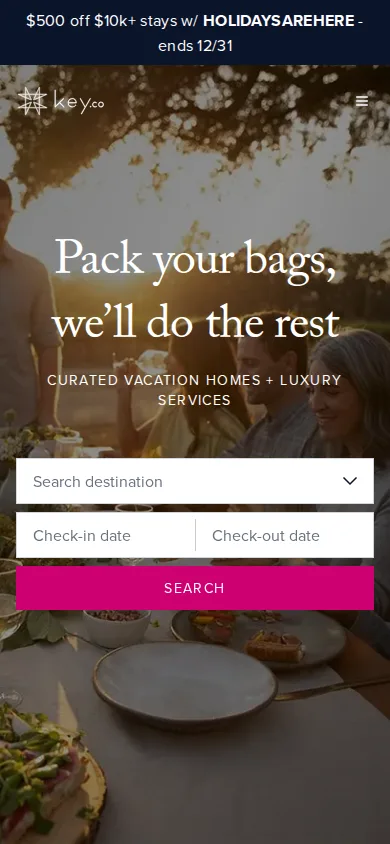 $500 off $10k+ stays w/ HOLIDAYSAREHERE -
ends 12/31
key.co
Pack your bags,
we'll do the rest
CURATED VACATION HOMES + LUXURY
SERVICES
Search destination
Check-in date
Check-out date
SEARCH